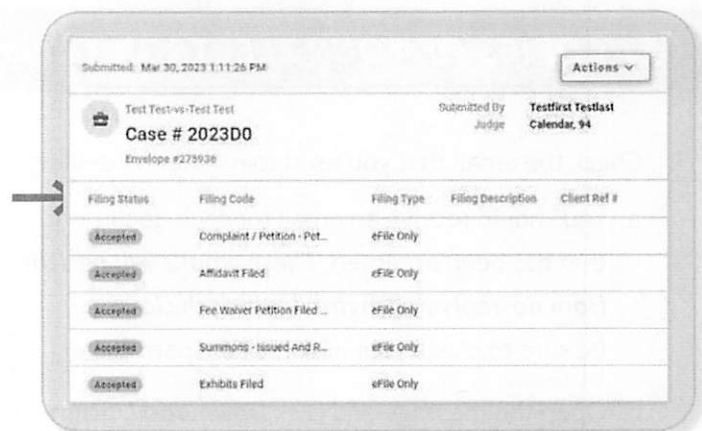 Submitted: Mar 30, 2023 1:11:26 PM
Actions
Test Test-vs-Test Test
Case # 2023D0
Envelope #275936
Submitted By Testfirst Testlast
Judge Calendar, 94
Filing Status Filing Code Filing Type Filing Description Client Ref #
Accepted Complaint / Petition - Pet... eFile Only
Accepted Affidavit Filed eFile Only
Accepted Fee Waiver Petition Filed ... eFile Only
Accepted Summons - Issued And R... eFile Only
Accepted Exhibits Filed eFile Only